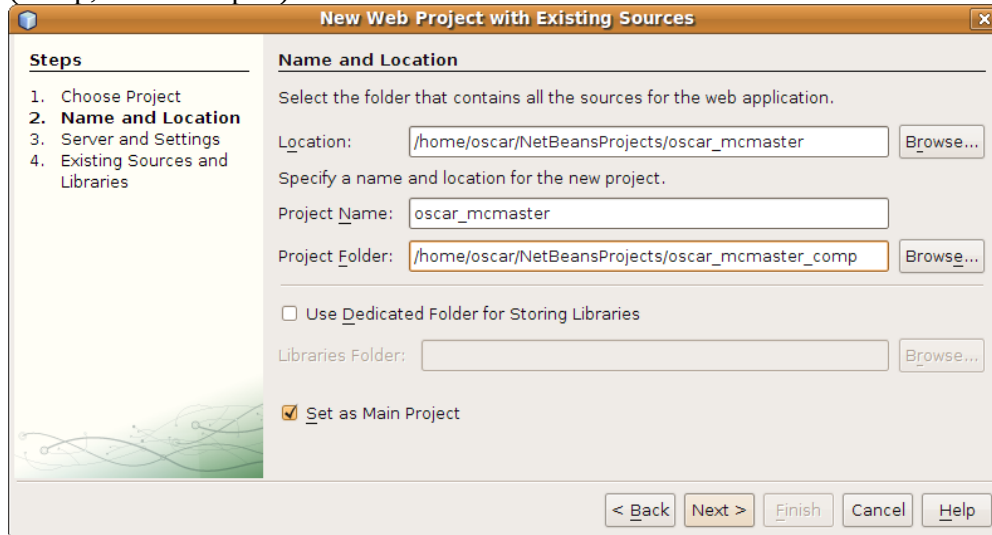 New Web Project with Existing Sources
Steps
1. Choose Project
2. Name and Location
3. Server and Settings
4. Existing Sources and
Libraries
Name and Location
Select the folder that contains all the sources for the web application.
Location: /home/oscar/NetBeansProjects/oscar_mcmaster Browse...
Specify a name and location for the new project.
Project Name: oscar_mcmaster
Project Folder: /home/oscar/NetBeansProjects/oscar_mcmaster_comp Browse...
Use Dedicated Folder for Storing Libraries
Libraries Folder: Browse...
Set as Main Project
< Back Next > Finish Cancel Help